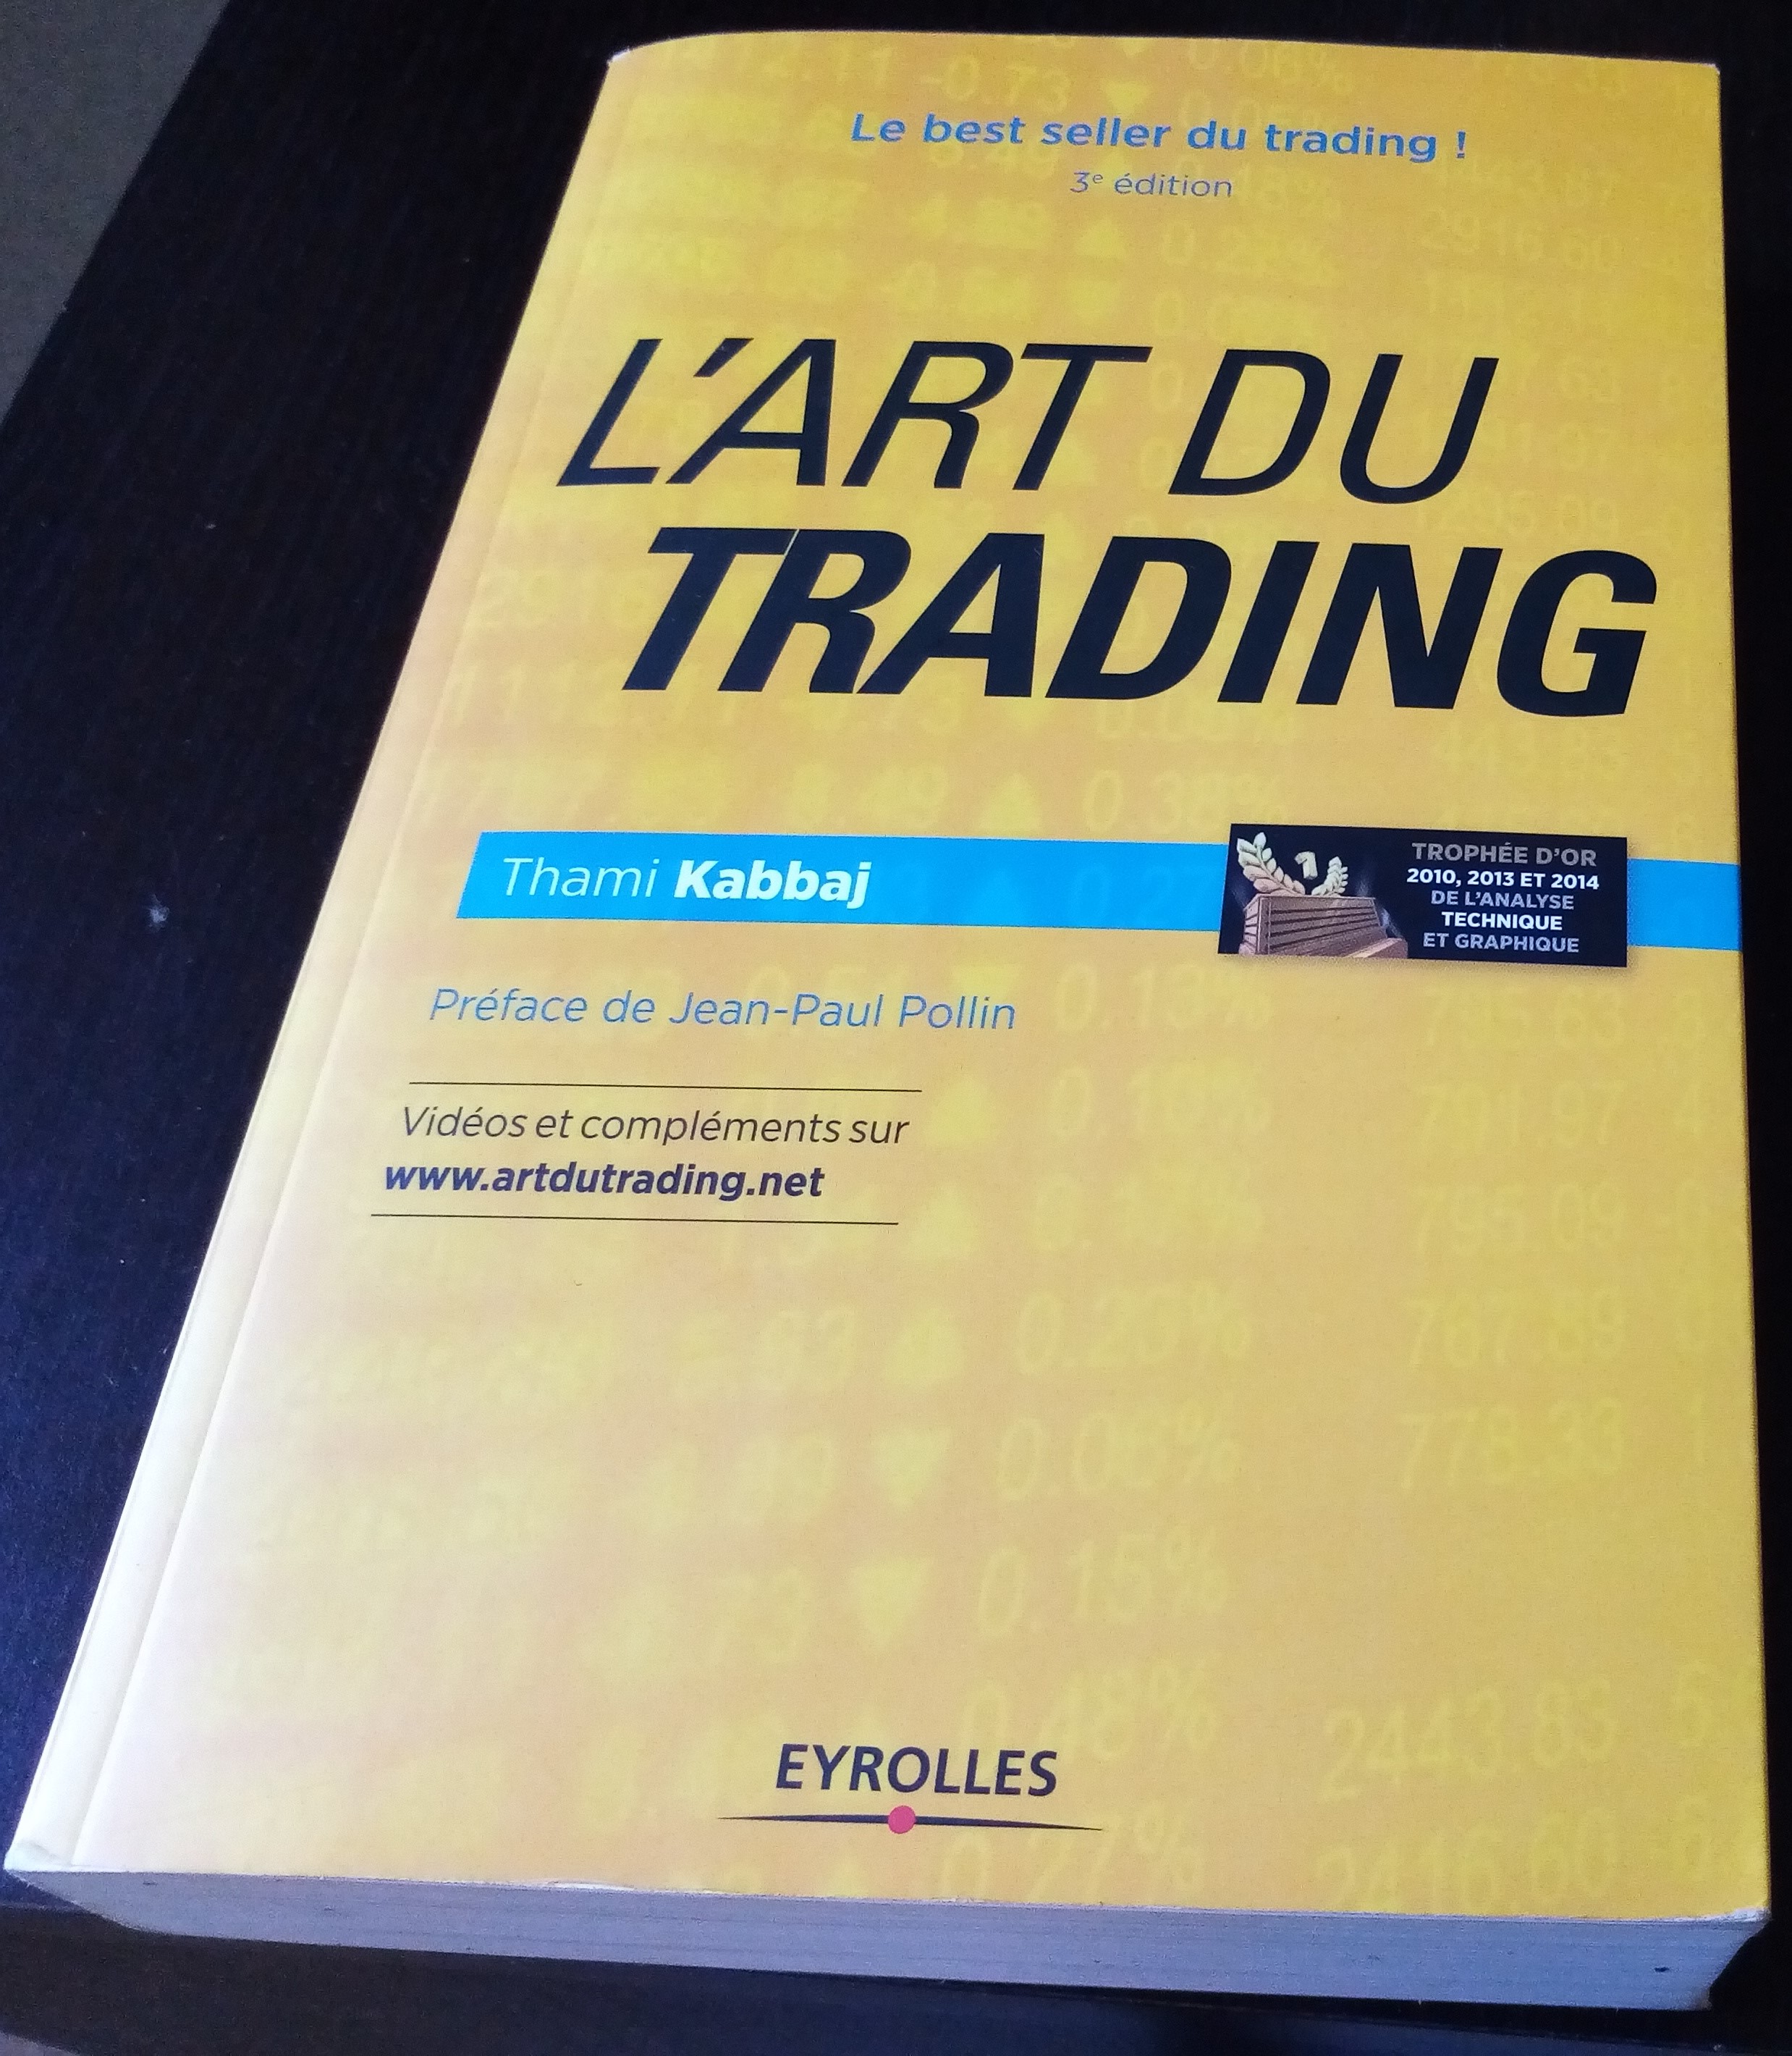 Le best seller du trading !
3e édition
L'ART DU
TRADING
Thami Kabbaj
TROPHÉE D'OR
2010, 2013 ET 2014
DE L'ANALYSE
TECHNIQUE
ET GRAPHIQUE
Préface de Jean-Paul Pollin
Vidéos et compléments sur
www.artdutrading.net
EYROLLES